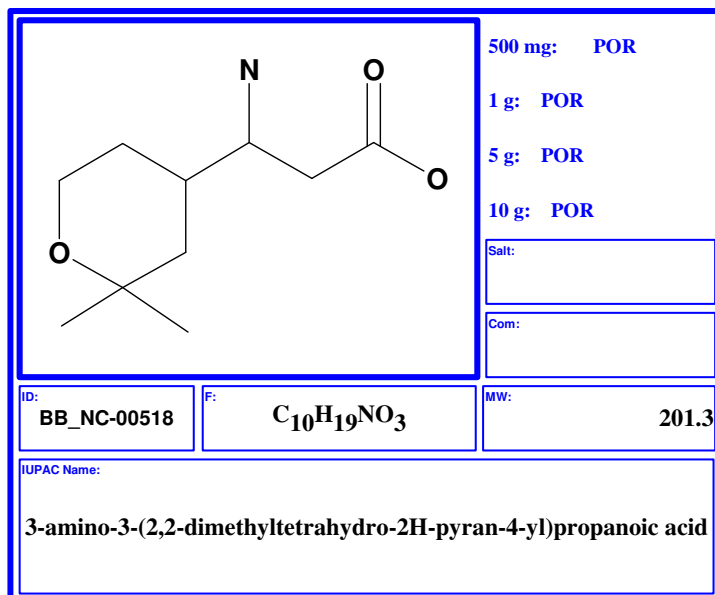 500 mg: POR
1 g: POR
5 g: POR
10 g: POR
N
O
O
O
Salt:
Com:
ID:
BB_NC-00518
F:
C10H19NO3
MW:
201.3
IUPAC Name:
3-amino-3-(2,2-dimethyltetrahydro-2H-pyran-4-yl)propanoic acid